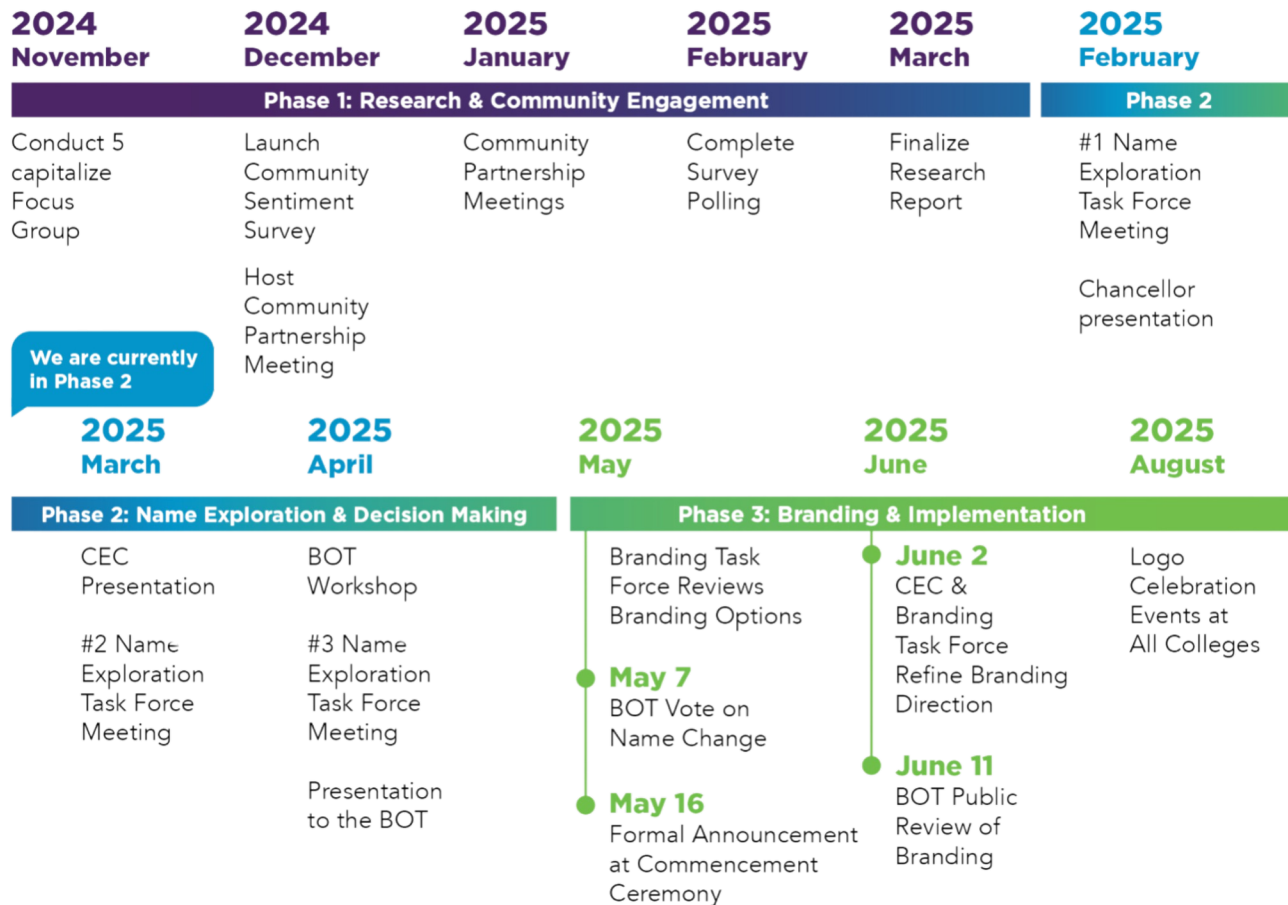 2024
November
2024
December
2025
January
2025
February
2025
March
2025
February
Phase 1: Research & Community Engagement
Phase 2
Conduct 5
capitalize
Focus
Group
Launch
Community
Sentiment
Survey
Host
Community
Partnership
Meeting
Community
Partnership
Meetings
Complete
Survey
Polling
Finalize
Research
Report
#1 Name
Exploration
Task Force
Meeting
Chancellor
presentation
We are currently
in Phase 2
2025
March
2025
April
2025
May
2025
June
2025
August
Phase 2: Name Exploration & Decision Making
Phase 3: Branding & Implementation
CEC
Presentation
#2 Name
Exploration
Task Force
Meeting
BOT
Workshop
#3 Name
Exploration
Task Force
Meeting
Presentation
to the BOT
Branding Task
Force Reviews
Branding Options
May 7
BOT Vote on
Name Change
May 16
Formal Announcement
at Commencement
Ceremony
June 2
CEC &
Branding
Task Force
Refine Branding
Direction
June 11
BOT Public
Review of
Branding
Logo
Celebration
Events at
All Colleges